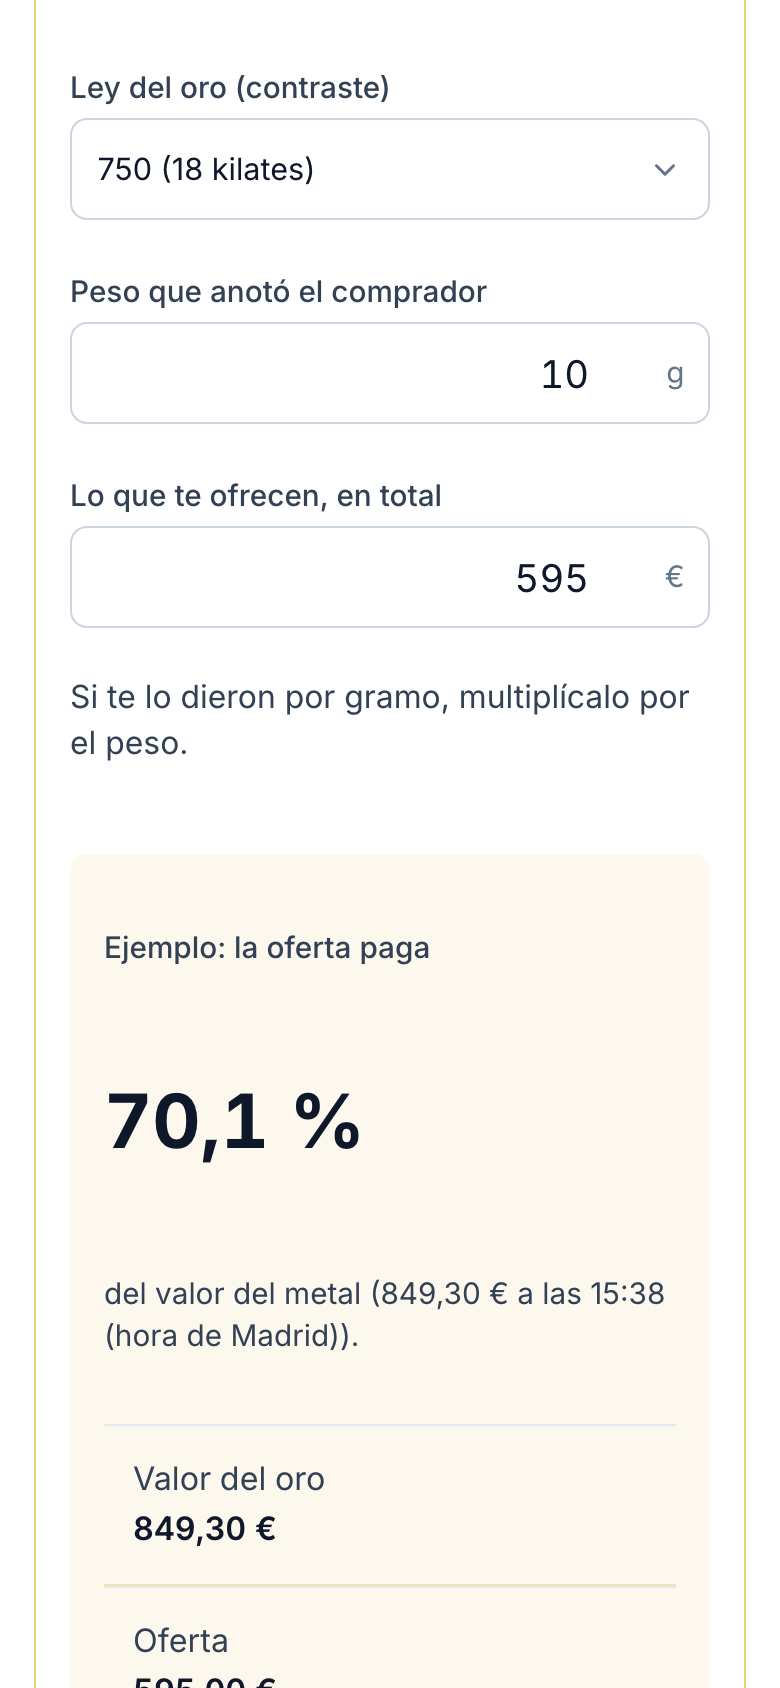 Ley del oro (contraste)
750 (18 kilates)
Peso que anotó el comprador
10 g
Lo que te ofrecen, en total
595 €
Si te lo dieron por gramo, multiplícalo por
el peso.
Ejemplo: la oferta paga
70,1 %
del valor del metal (849,30 € a las 15:38
(hora de Madrid)).
Valor del oro
849,30 €
Oferta
595,00 €